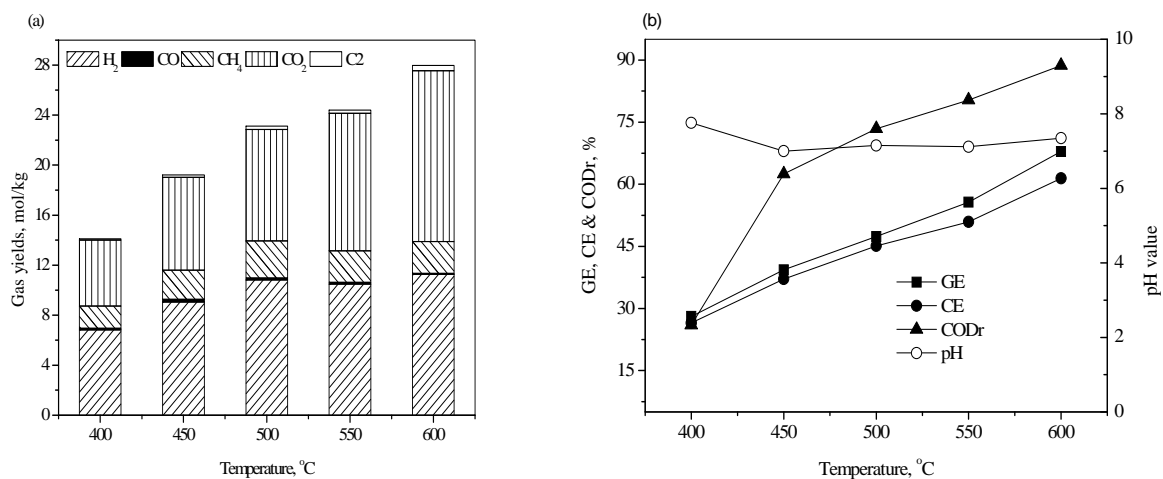 (a)
H2 CO CH4 CO2 C2
28
24
20
16
12
8
4
0
Gas yields, mol/kg
400 450 500 550 600
Temperature, °C
(b)
90
75
60
45
30
15
GE, CE & CODr, %
GE
CE
CODr
pH
10
8
6
4
2
0
pH value
400 450 500 550 600
Temperature, °C